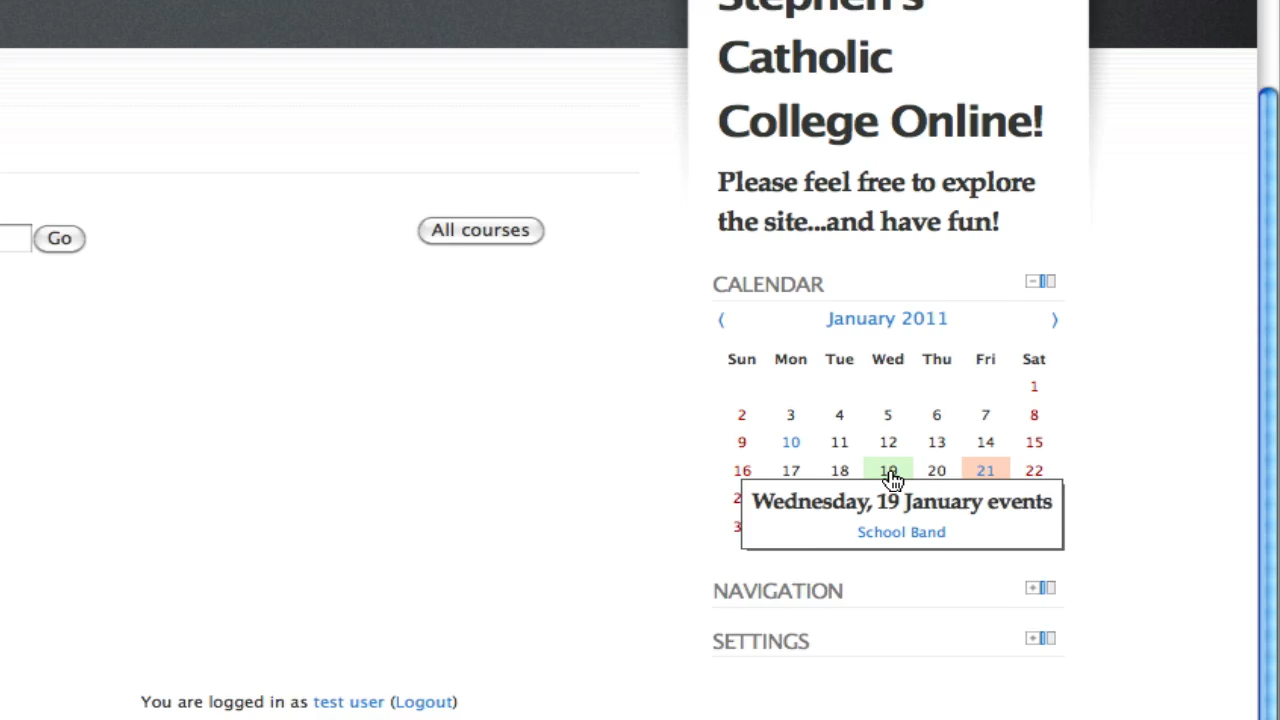 Stephen's
Catholic
College Online!
Please feel free to explore
the site...and have fun!
Go
All courses
CALENDAR
January 2011
Sun Mon Tue Wed Thu Fri Sat
1
2 3 4 5 6 7 8
9 10 11 12 13 14 15
16 17 18 19 20 21 22
2
3
Wednesday, 19 January events
School Band
NAVIGATION
SETTINGS
You are logged in as test user (Logout)